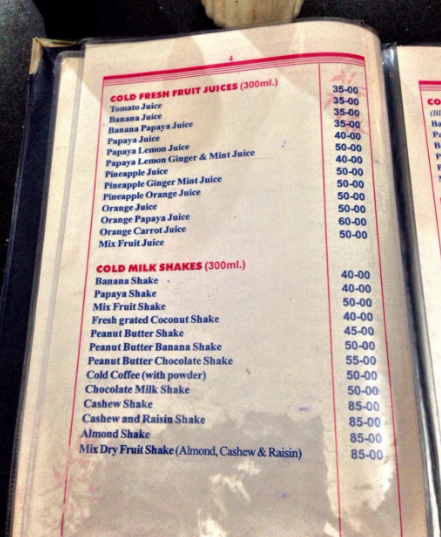 4
COLD FRESH FRUIT JUICES (300ml.)
Tomato Juice 35-00
Banana Juice 35-00
Banana Papaya Juice 35-00
Papaya Juice 35-00
Papaya Lemon Juice 40-00
Papaya Lemon Ginger & Mint Juice 50-00
Pineapple Juice 40-00
Pineapple Ginger Mint Juice 50-00
Pineapple Orange Juice 50-00
Orange Juice 50-00
Orange Papaya Juice 50-00
Orange Carrot Juice 60-00
Mix Fruit Juice 50-00
COLD MILK SHAKES (300ml.)
Banana Shake 40-00
Papaya Shake 40-00
Mix Fruit Shake 50-00
Fresh grated Coconut Shake 40-00
Peanut Butter Shake 45-00
Peanut Butter Banana Shake 50-00
Peanut Butter Chocolate Shake 55-00
Cold Coffee (with powder) 50-00
Chocolate Milk Shake 50-00
Cashew Shake 85-00
Cashew and Raisin Shake 85-00
Almond Shake 85-00
Mix Dry Fruit Shake (Almond, Cashew & Raisin) 85-00